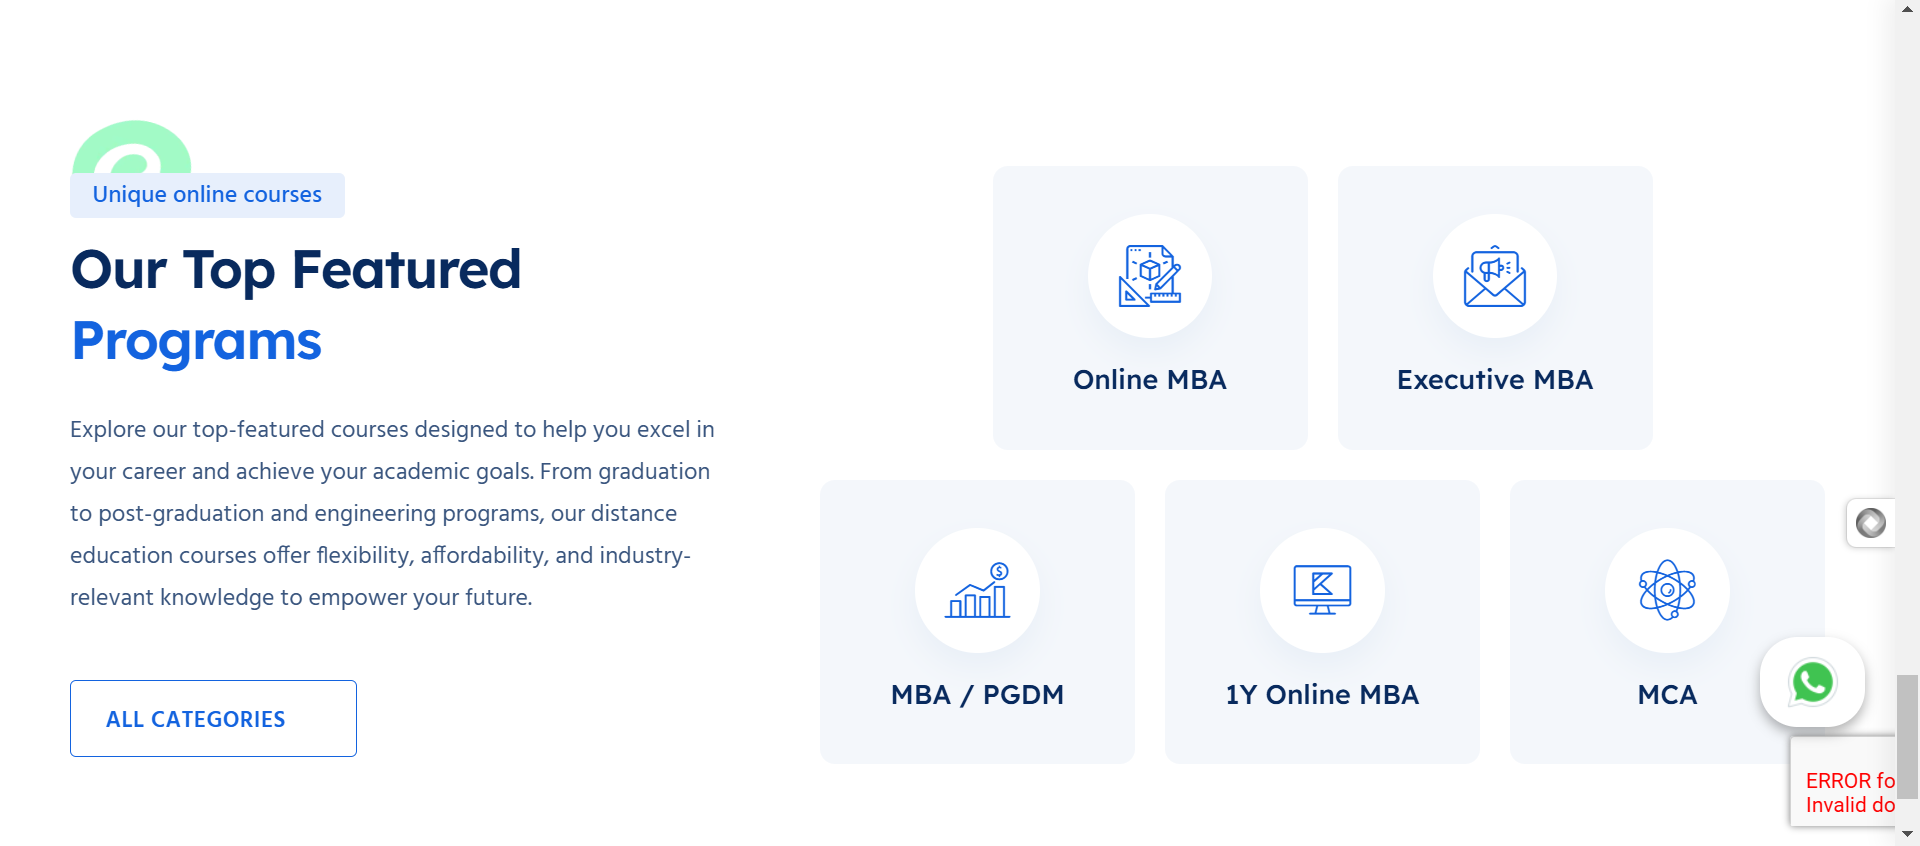 Unique online courses
Our Top Featured
Programs
Explore our top-featured courses designed to help you excel in
your career and achieve your academic goals. From graduation
to post-graduation and engineering programs, our distance
education courses offer flexibility, affordability, and industry-
relevant knowledge to empower your future.
ALL CATEGORIES
Online MBA
Executive MBA
MBA / PGDM
1Y Online MBA
MCA
ERROR fo
Invalid do